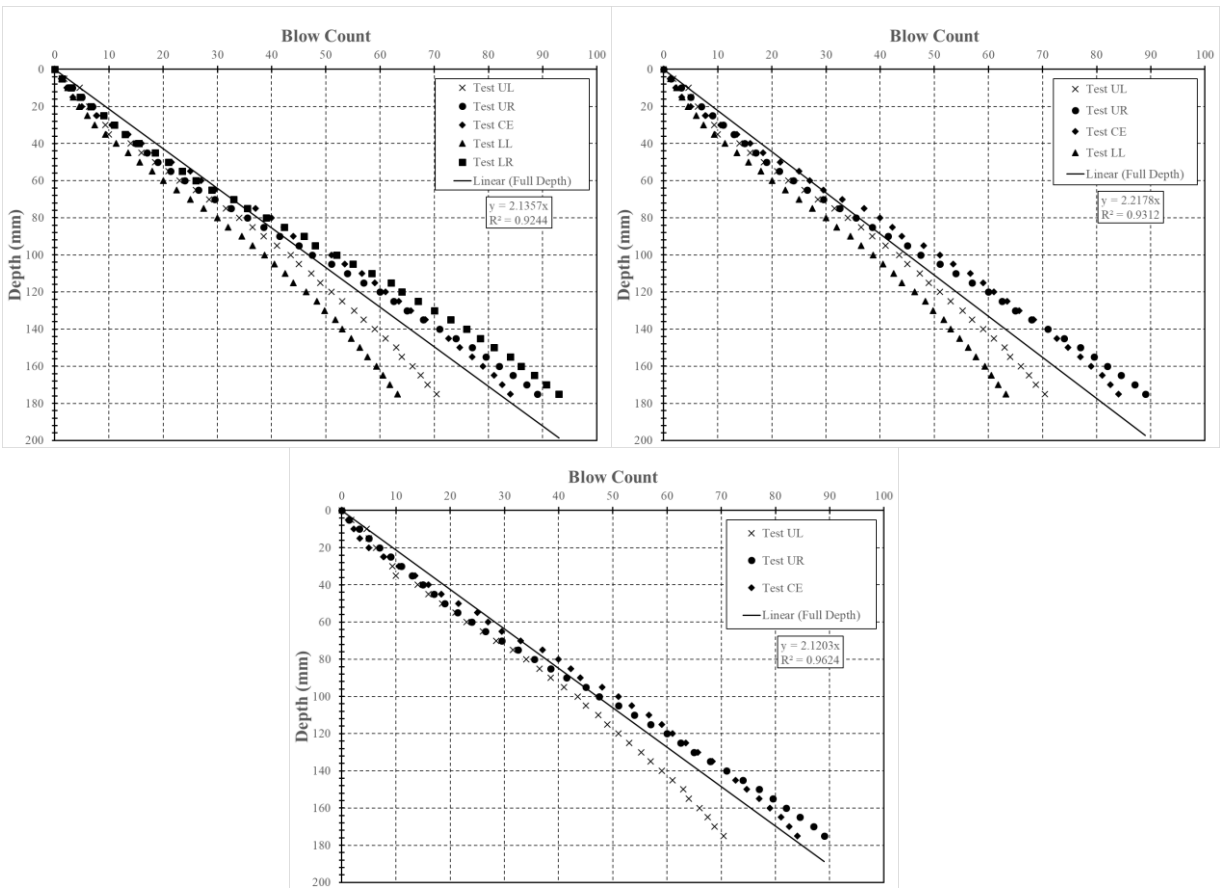 Blow Count
0 10 20 30 40 50 60 70 80 90 100
0
20
40
60
80
100
120
140
160
180
200
Depth (mm)
Test UL
Test UR
Test CE
Test LL
Test LR
Linear (Full Depth)
y = 2.1357x
R² = 0.9244
Blow Count
0 10 20 30 40 50 60 70 80 90 100
0
20
40
60
80
100
120
140
160
180
200
Depth (mm)
Test UL
Test UR
Test CE
Test LL
Linear (Full Depth)
y = 2.2178x
R² = 0.9312
Blow Count
0 10 20 30 40 50 60 70 80 90 100
0
20
40
60
80
100
120
140
160
180
200
Depth (mm)
Test UL
Test UR
Test CE
Linear (Full Depth)
y = 2.1203x
R² = 0.9624